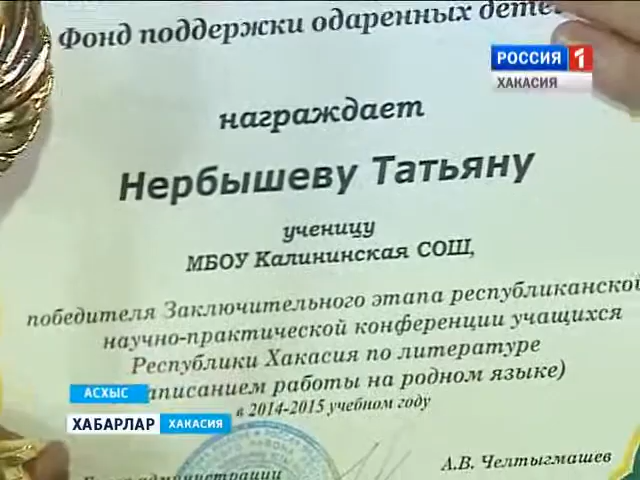 Фонд поддержки одаренных дете
РОССИЯ 1
ХАКАСИЯ
награждает
Нербышеву Татьяну
ученицу
МБОУ Калининская СОШ,
победителя Заключительного этапа республиканской
научно-практической конференции учащихся
Республики Хакасия по литературе
аписанием работы на родном языке)
АСХЫС
в 2014-2015 учебном году
ХАБАРЛАР ХАКАСИЯ
А.В. Челтыгмашев
администрации